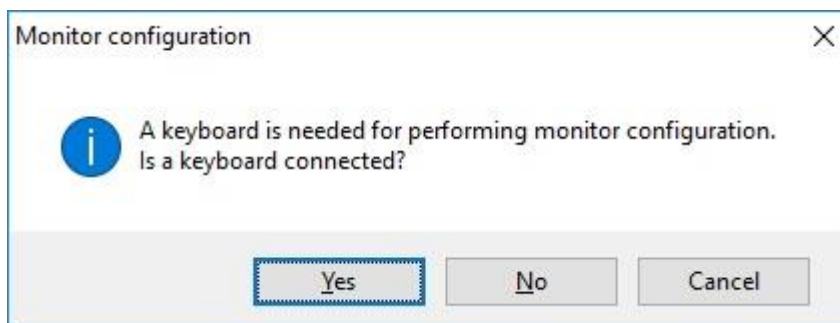 Monitor configuration
A keyboard is needed for performing monitor configuration.
Is a keyboard connected?
Yes No Cancel